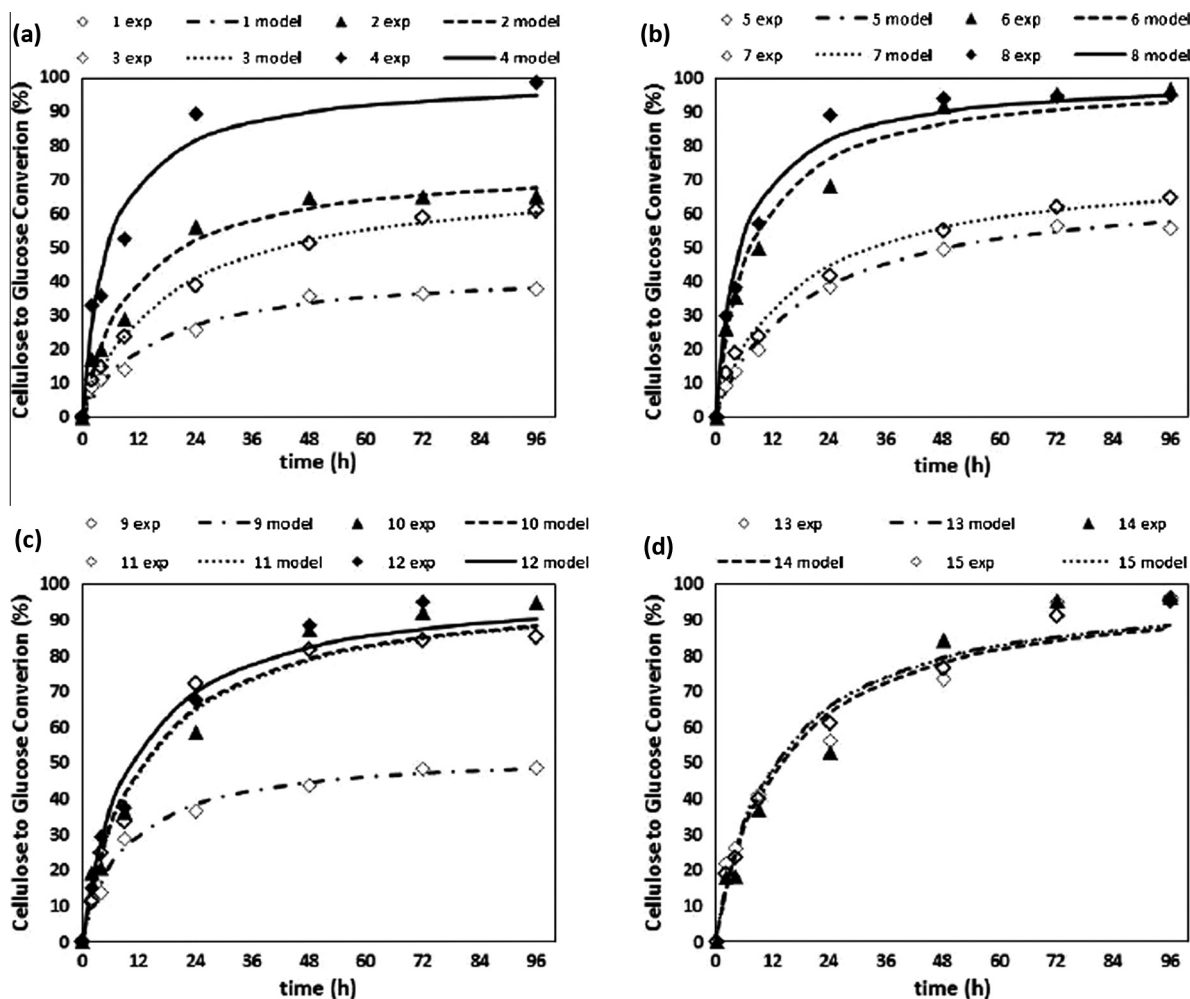 (a)
1 exp 1 model 2 exp 2 model
3 exp 3 model 4 exp 4 model
Cellulose to Glucose Converion (%)
100
90
80
70
60
50
40
30
20
10
0
0 12 24 36 48 60 72 84 96
time (h)
(b)
5 exp 5 model 6 exp 6 model
7 exp 7 model 8 exp 8 model
Cellulose to Glucose Converion (%)
100
90
80
70
60
50
40
30
20
10
0
0 12 24 36 48 60 72 84 96
time (h)
(c)
9 exp 9 model 10 exp 10 model
11 exp 11 model 12 exp 12 model
Cellulose to Glucose Converion (%)
100
90
80
70
60
50
40
30
20
10
0
0 12 24 36 48 60 72 84 96
time (h)
(d)
13 exp 13 model 14 exp
14 model 15 exp 15 model
Cellulose to Glucose Converion (%)
100
90
80
70
60
50
40
30
20
10
0
0 12 24 36 48 60 72 84 96
time (h)